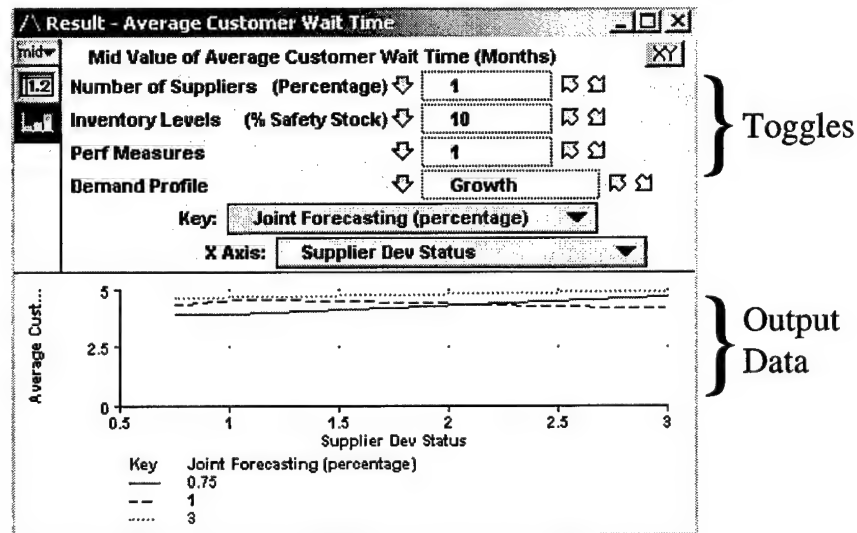 Result - Average Customer Wait Time
mid
Mid Value of Average Customer Wait Time (Months)
XY
1.2
Number of Suppliers (Percentage) 1
Inventory Levels (% Safety Stock) 10
Perf Measures 1
Demand Profile Growth
Key: Joint Forecasting (percentage)
X Axis: Supplier Dev Status
Toggles
Average Cust...
5
2.5
0
0.5 1 1.5 2 2.5 3
Supplier Dev Status
Key Joint Forecasting (percentage)
0.75
1
3
Output
Data